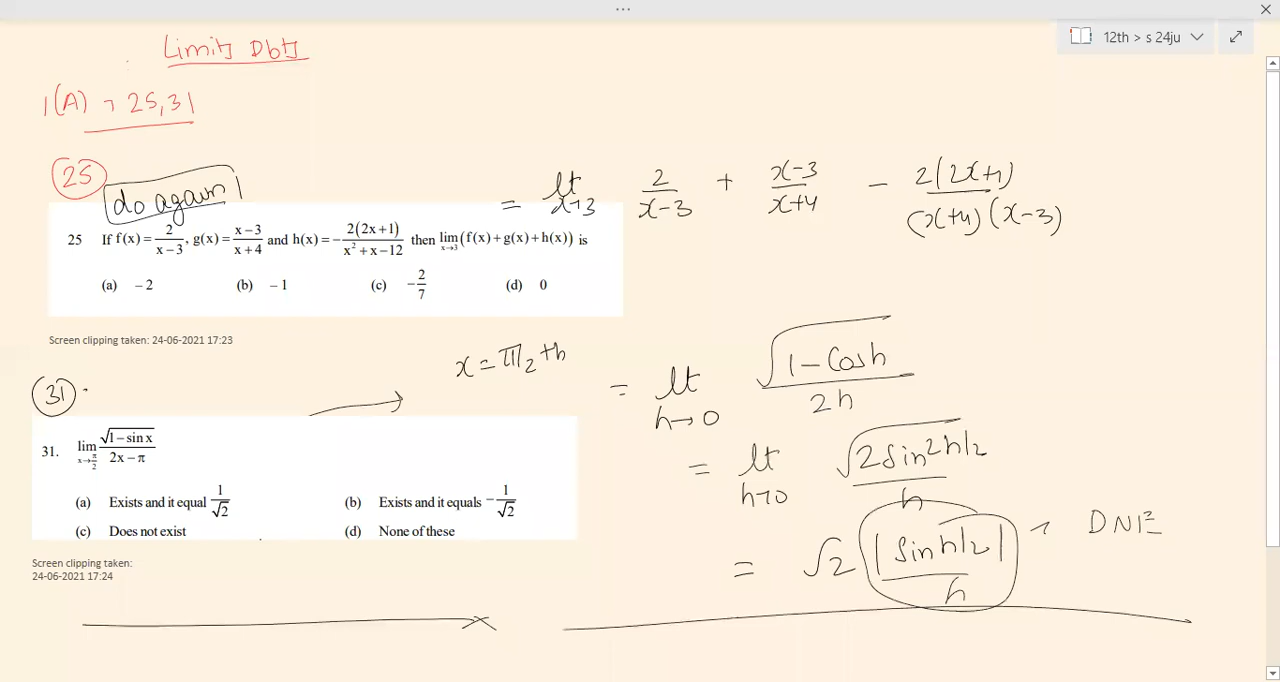 ...
12th > s 24ju
Limits Dbts
1(A) → 25,31
25
do again!
= lt x→3 2/(x-3) + (x-3)/(x+4) - 2(2x+1)/((x+4)(x-3))
25 If f(x) = 2/(x-3), g(x) = (x-3)/(x+4) and h(x) = -2(2x+1)/(x²+x-12) then lim x→3 (f(x)+g(x)+h(x)) is
(a) -2 (b) -1 (c) -2/7 (d) 0
Screen clipping taken: 24-06-2021 17:23
31
x = π/2 + h
= lt h→0 √(1-Cosh)/2h
31. lim x→π/2 √(1-sin x)/(2x-π)
(a) Exists and it equal 1/√2 (b) Exists and it equals -1/√2
(c) Does not exist (d) None of these
= lt h→0 √(2Sin²h/2)/h
= √2 |Sinh/2|/h → DNE
Screen clipping taken:
24-06-2021 17:24